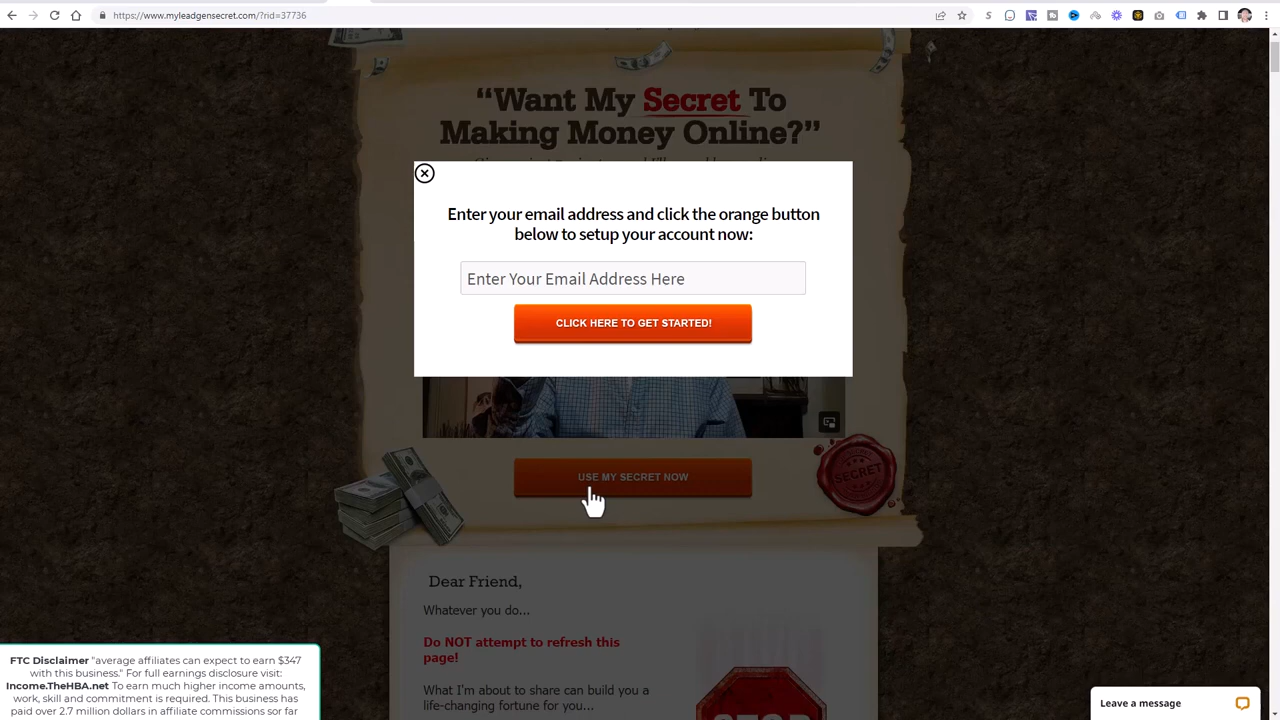 https://www.myleadgensecret.com/?rid=37736
“Want My Secret To
Making Money Online?”
Enter your email address and click the orange button
below to setup your account now:
Enter Your Email Address Here
CLICK HERE TO GET STARTED!
USE MY SECRET NOW
SECRET
Dear Friend,
Whatever you do...
Do NOT attempt to refresh this
page!
What I'm about to share can build you a
life-changing fortune for you...
STOP
FTC Disclaimer "average affiliates can expect to earn $347
with this business." For full earnings disclosure visit:
Income.TheHBA.net To earn much higher income amounts,
work, skill and commitment is required. This business has
paid over 2.7 million dollars in affiliate commissions sor far
Leave a message